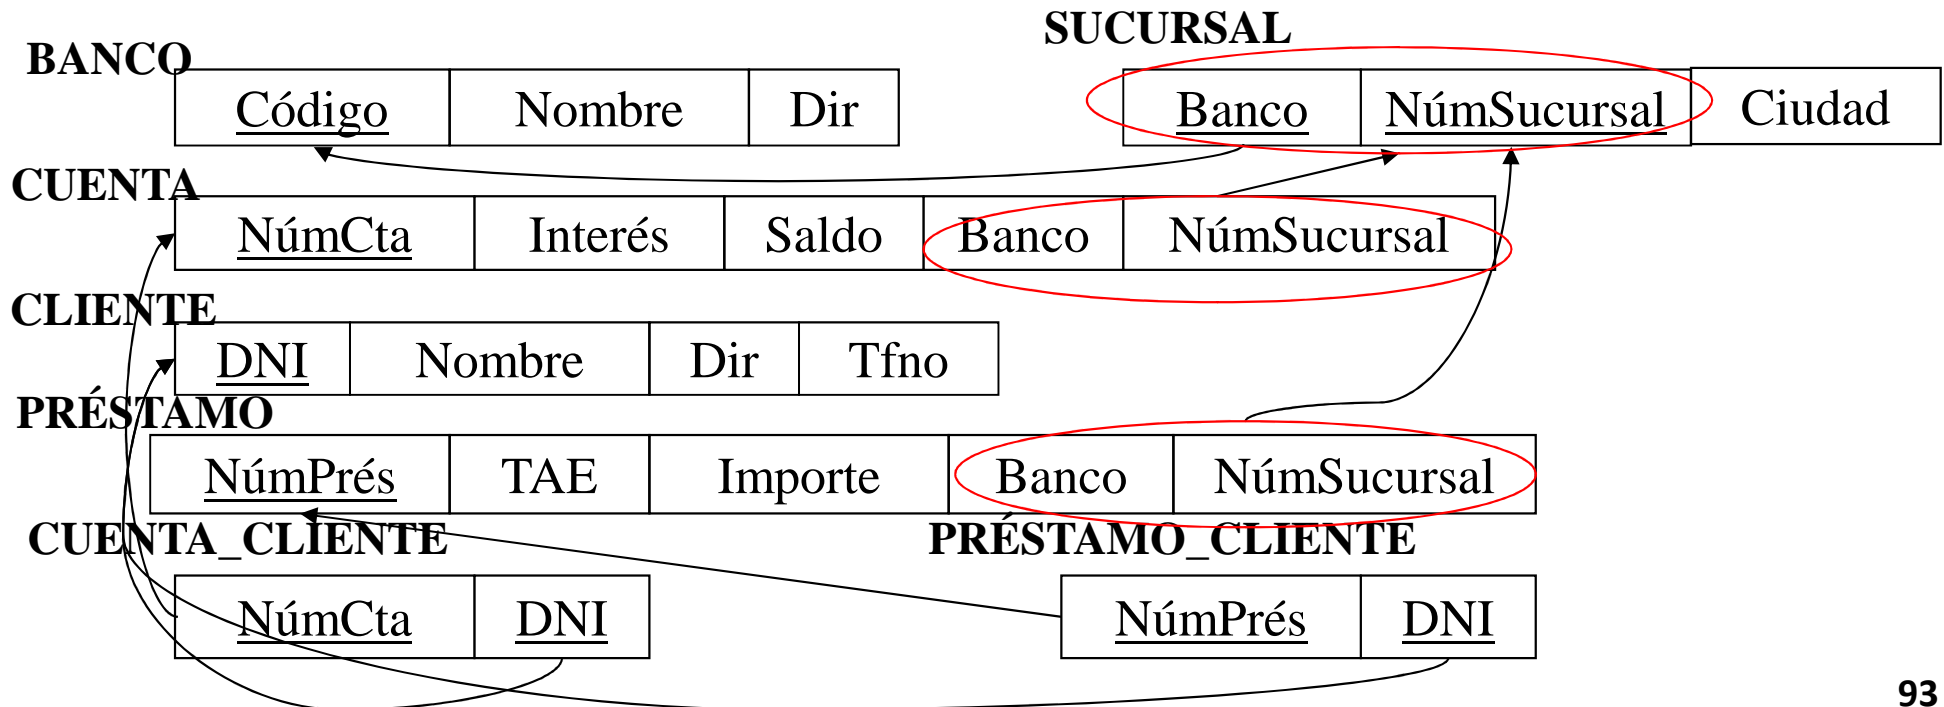 SUCURSAL
BANCO
Código Nombre Dir
Banco NúmSucursal Ciudad
CUENTA
NúmCta Interés Saldo Banco NúmSucursal
CLIENTE
DNI Nombre Dir Tfno
PRÉSTAMO
NúmPrés TAE Importe Banco NúmSucursal
CUENTA_CLIENTE PRÉSTAMO_CLIENTE
NúmCta DNI NúmPrés DNI
93